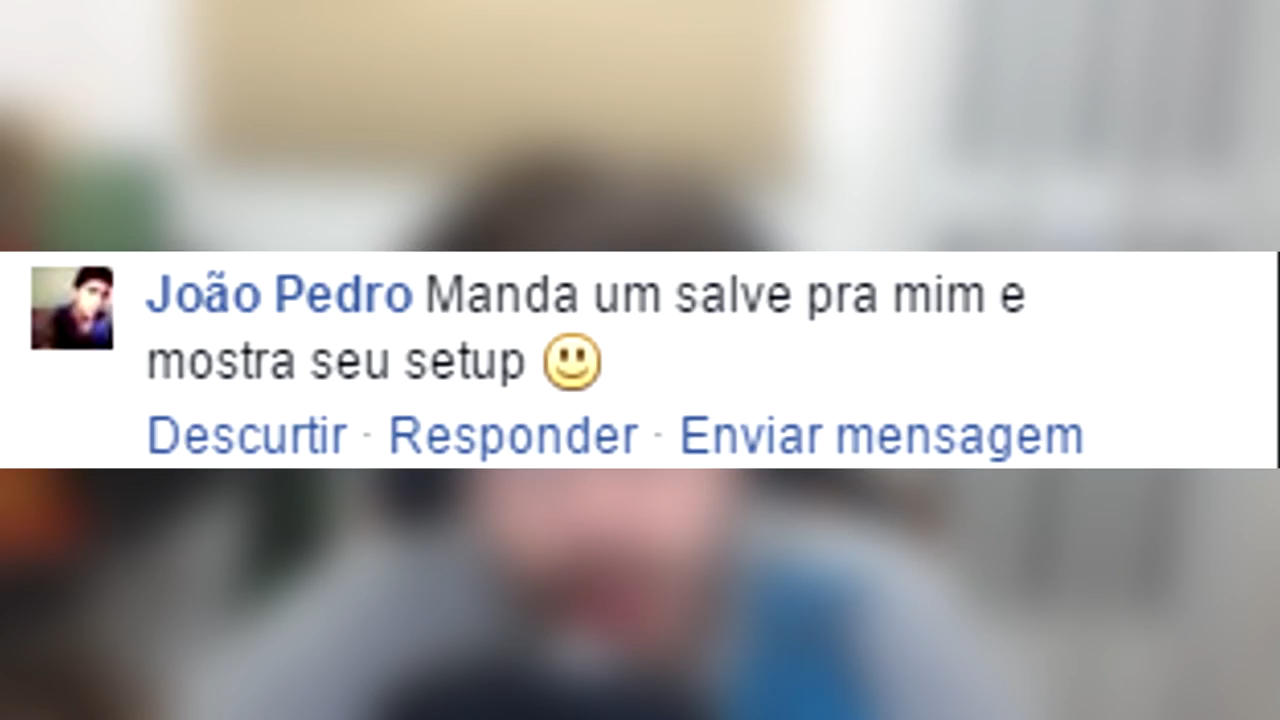 João Pedro Manda um salve pra mim e
mostra seu setup
Descurtir · Responder · Enviar mensagem